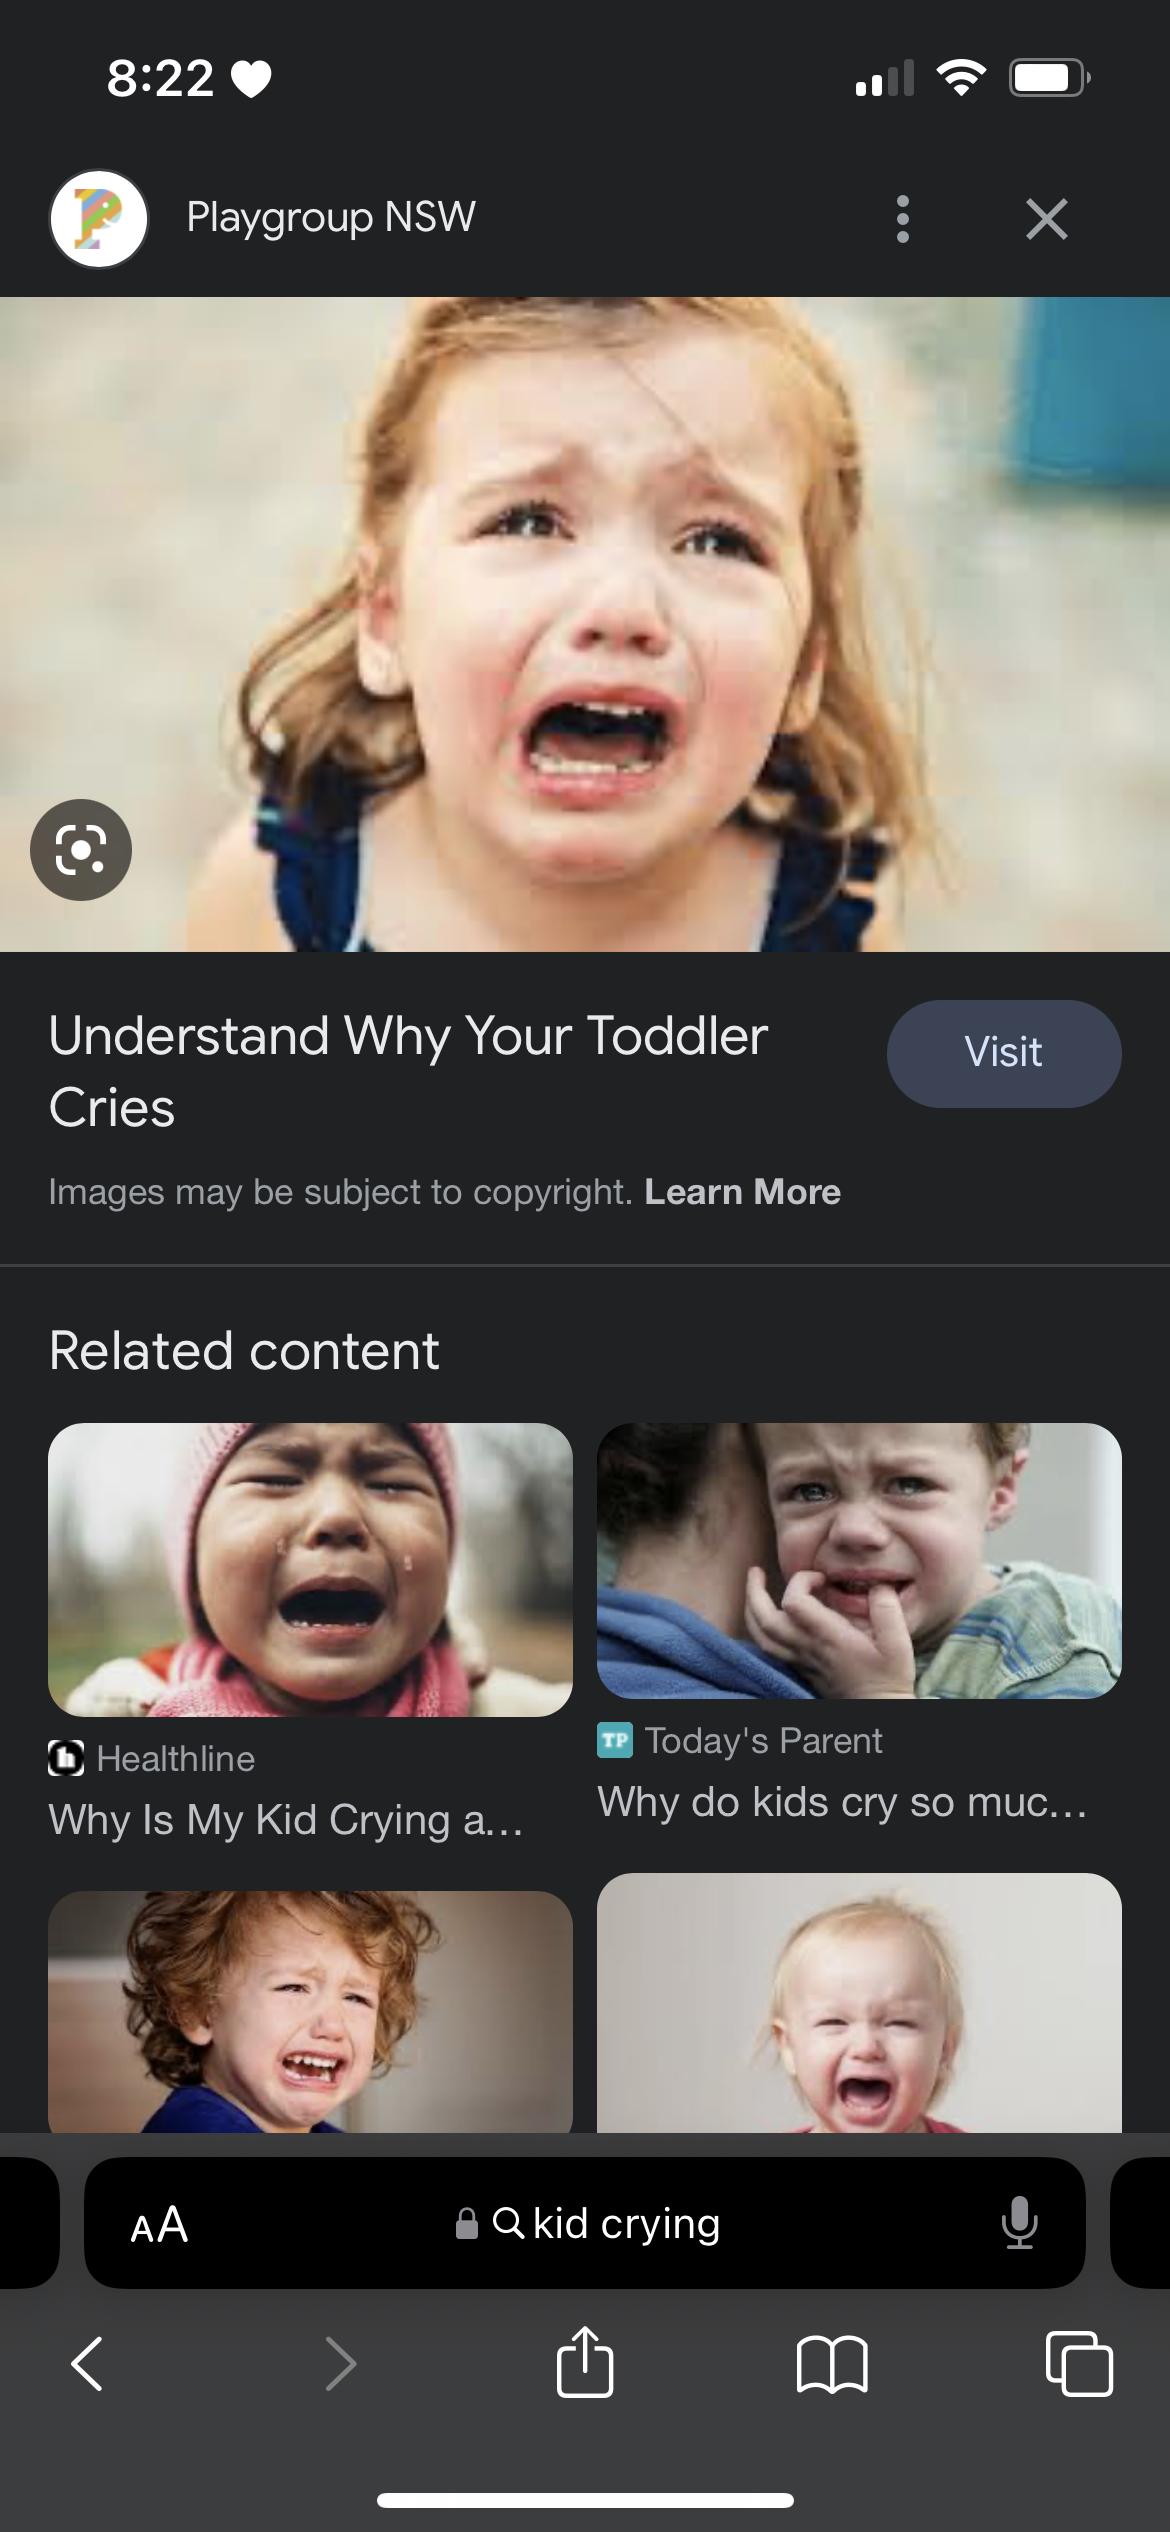 8:22
P
Playgroup NSW
Understand Why Your Toddler
Cries
Visit
Images may be subject to copyright. Learn More
Related content
h Healthline
Why Is My Kid Crying a...
TP Today's Parent
Why do kids cry so muc...
AA
kid crying